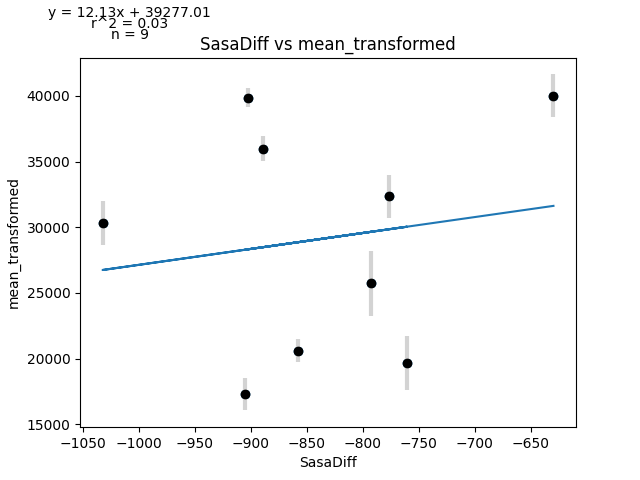 y = 12.13x + 39277.01
r^2 = 0.03
n = 9
SasaDiff vs mean_transformed
mean_transformed
40000
35000
30000
25000
20000
15000
−1050 −1000 −950 −900 −850 −800 −750 −700 −650
SasaDiff